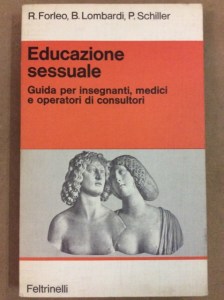 R. Forleo, B. Lombardi, P. Schiller
Educazione
sessuale
Guida per insegnanti, medici
e operatori di consultori
Feltrinelli